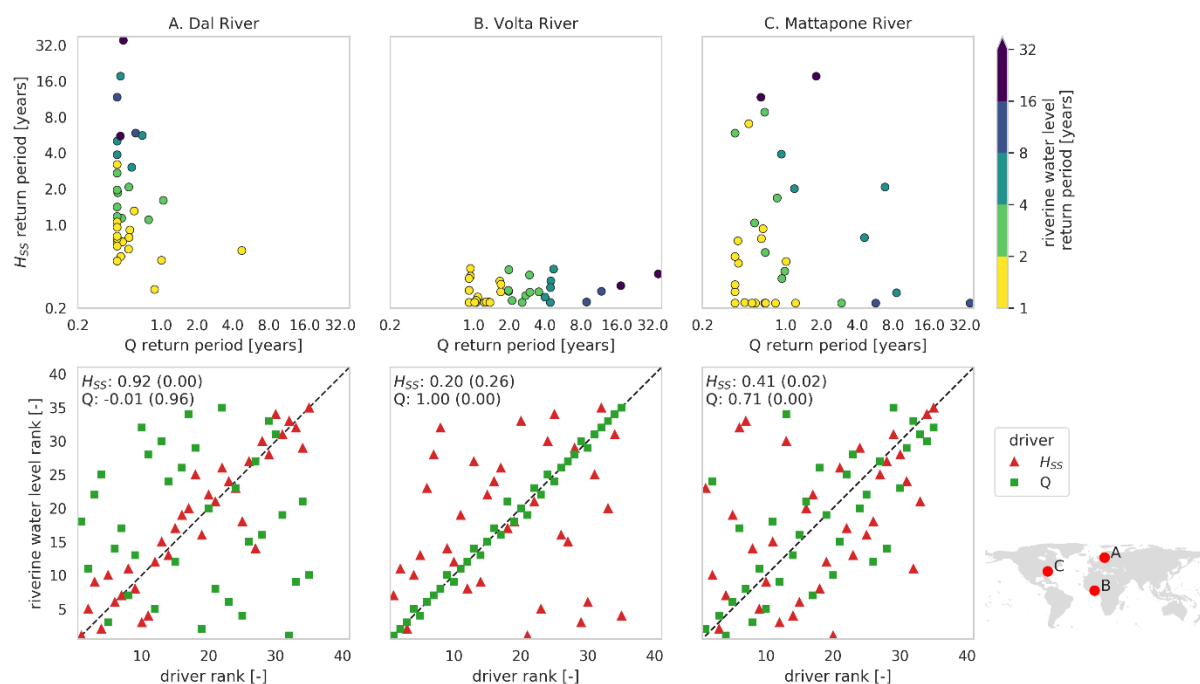 A. Dal River
B. Volta River
C. Mattapone River
H_SS return period [years]
32.0
16.0
8.0
4.0
2.0
1.0
0.2
0.2 1.0 2.0 4.0 16.0 32.0
Q return period [years]
0.2 1.0 2.0 4.0 8.0 16.0 32.0
Q return period [years]
0.2 1.0 2.0 4.0 8.0 16.0 32.0
Q return period [years]
32
16
8
4
2
1
riverine water level
return period [years]
riverine water level rank [-]
40
35
30
25
20
15
10
5
H_SS: 0.92 (0.00)
Q: -0.01 (0.96)
10 20 30 40
driver rank [-]
H_SS: 0.20 (0.26)
Q: 1.00 (0.00)
10 20 30 40
driver rank [-]
H_SS: 0.41 (0.02)
Q: 0.71 (0.00)
10 20 30 40
driver rank [-]
driver
H_SS
Q
A
C
B